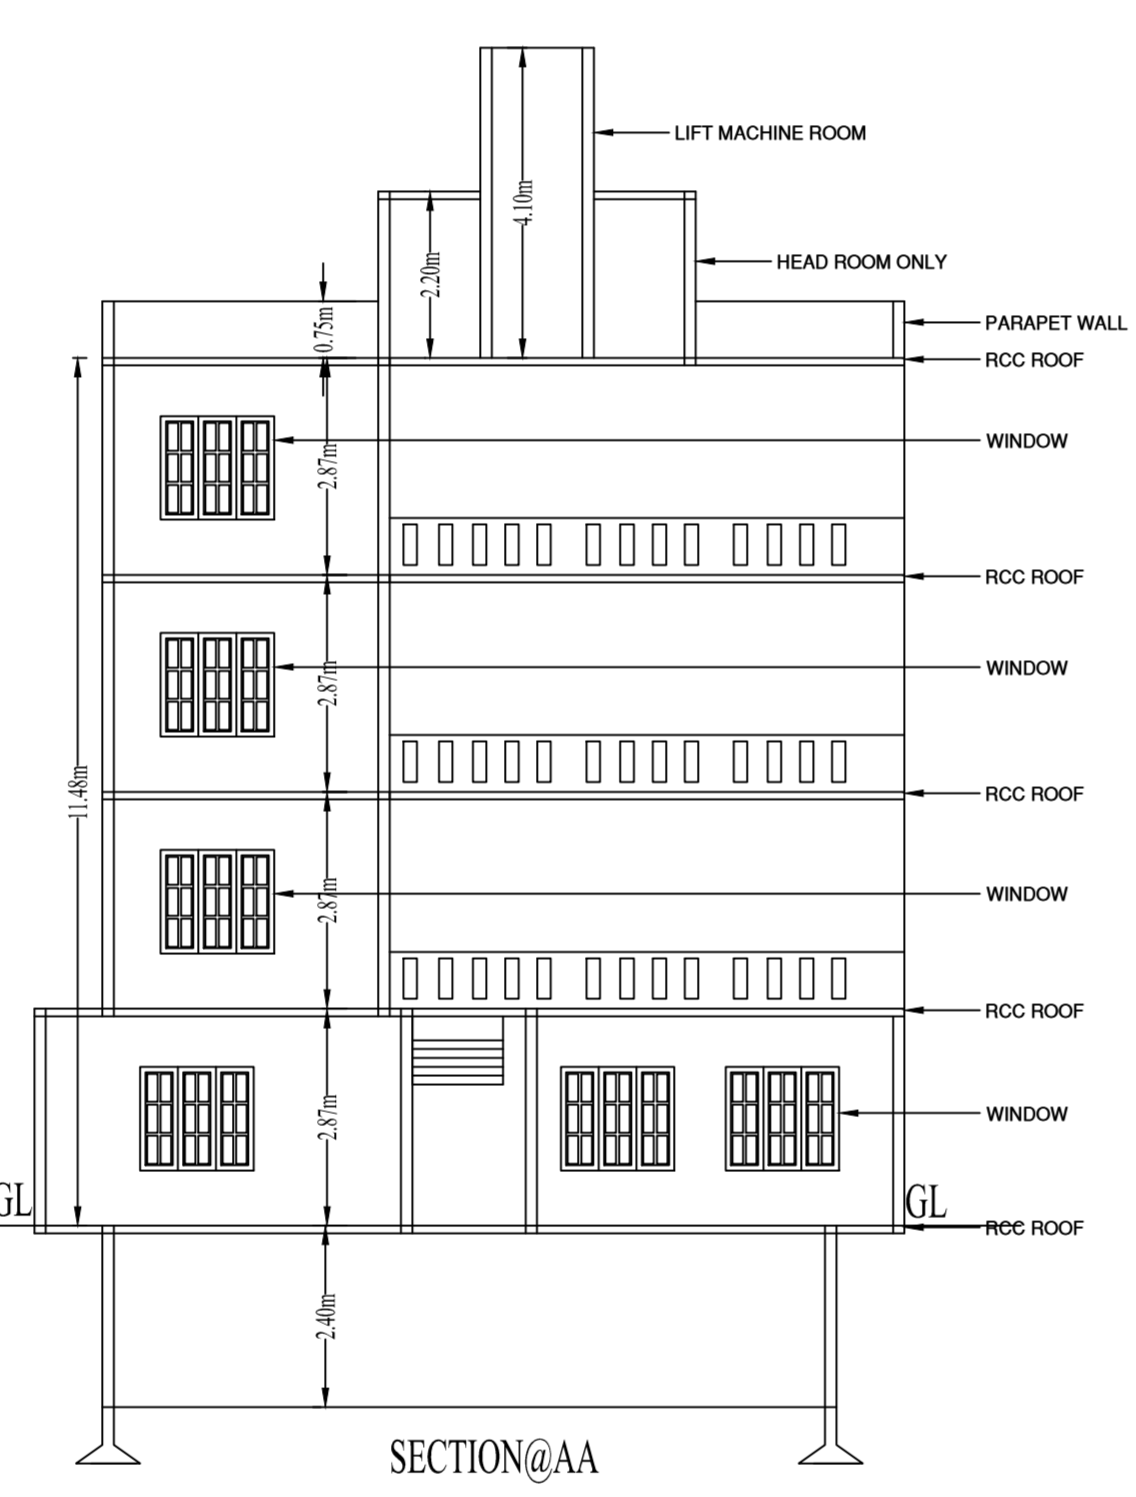 LIFT MACHINE ROOM
4.10m
2.20m
HEAD ROOM ONLY
0.75m
PARAPET WALL
RCC ROOF
WINDOW
2.87m
RCC ROOF
WINDOW
2.87m
11.48m
RCC ROOF
WINDOW
2.87m
RCC ROOF
WINDOW
2.87m
GL
GL
RCC ROOF
2.40m
SECTION@AA